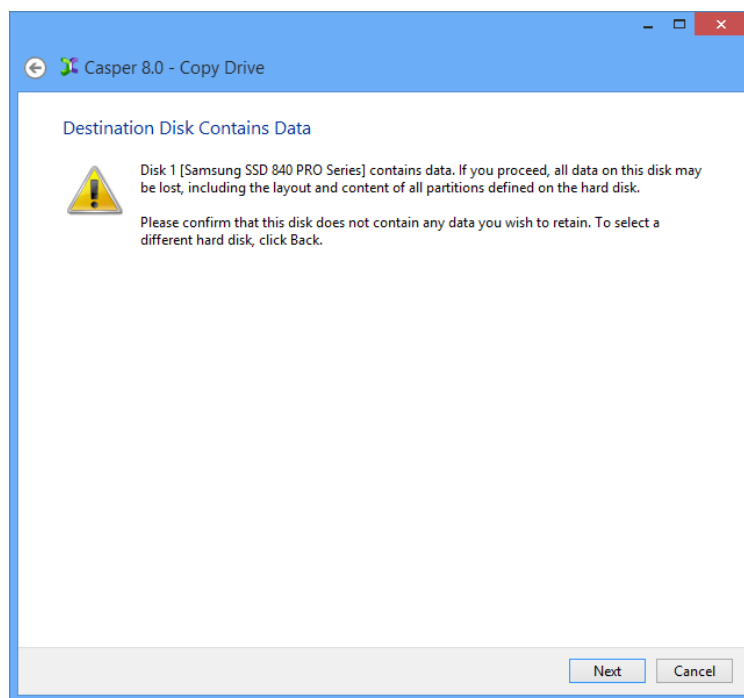 Casper 8.0 - Copy Drive
Destination Disk Contains Data
Disk 1 [Samsung SSD 840 PRO Series] contains data. If you proceed, all data on this disk may
be lost, including the layout and content of all partitions defined on the hard disk.
Please confirm that this disk does not contain any data you wish to retain. To select a
different hard disk, click Back.
Next
Cancel